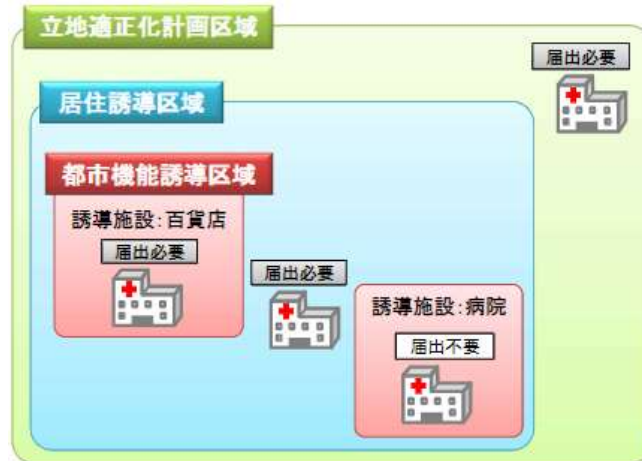 立地適正化計画区域
届出必要
居住誘導区域
都市機能誘導区域
誘導施設:百貨店
届出必要
届出必要
誘導施設:病院
届出不要